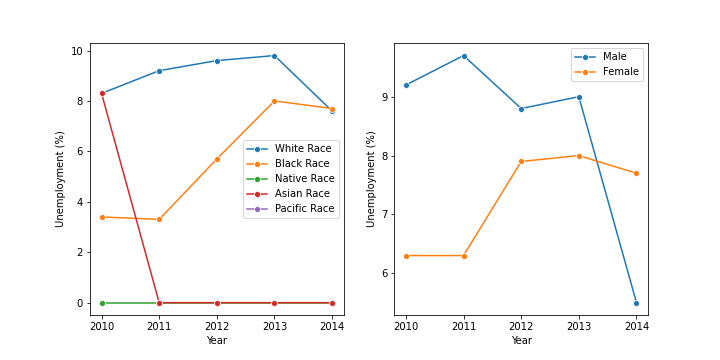 10
8
6
4
2
0
Unemployment (%)
2010 2011 2012 2013 2014
Year
White Race
Black Race
Native Race
Asian Race
Pacific Race
9
8
7
6
Unemployment (%)
2010 2011 2012 2013 2014
Year
Male
Female